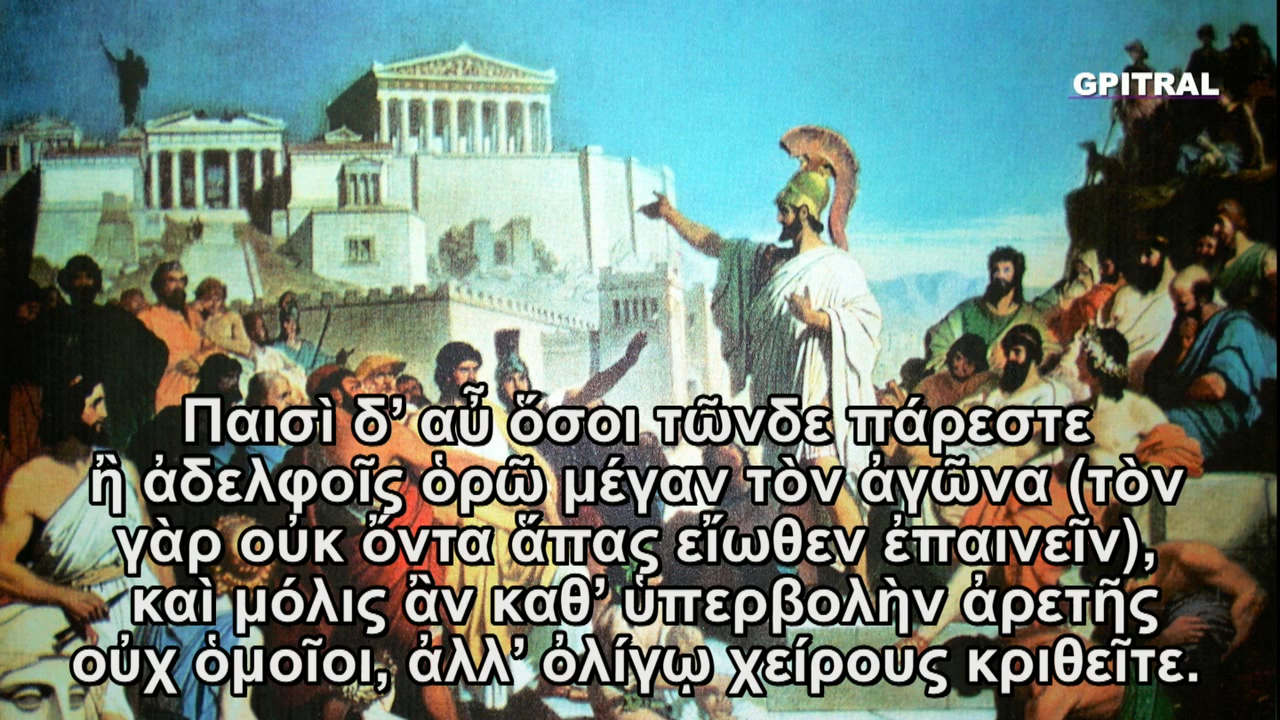 GPITRAL
Παισὶ δ’ αὖ ὅσοι τῶνδε πάρεστε
ἢ ἀδελφοῖς ὁρῶ μέγαν τὸν ἀγῶνα (τὸν
γὰρ οὐκ ὄντα ἅπας εἴωθεν ἐπαινεῖν),
καὶ μόλις ἂν καθ’ ὑπερβολὴν ἀρετῆς
οὐχ ὁμοῖοι, ἀλλ’ ὀλίγῳ χείρους κριθεῖτε.